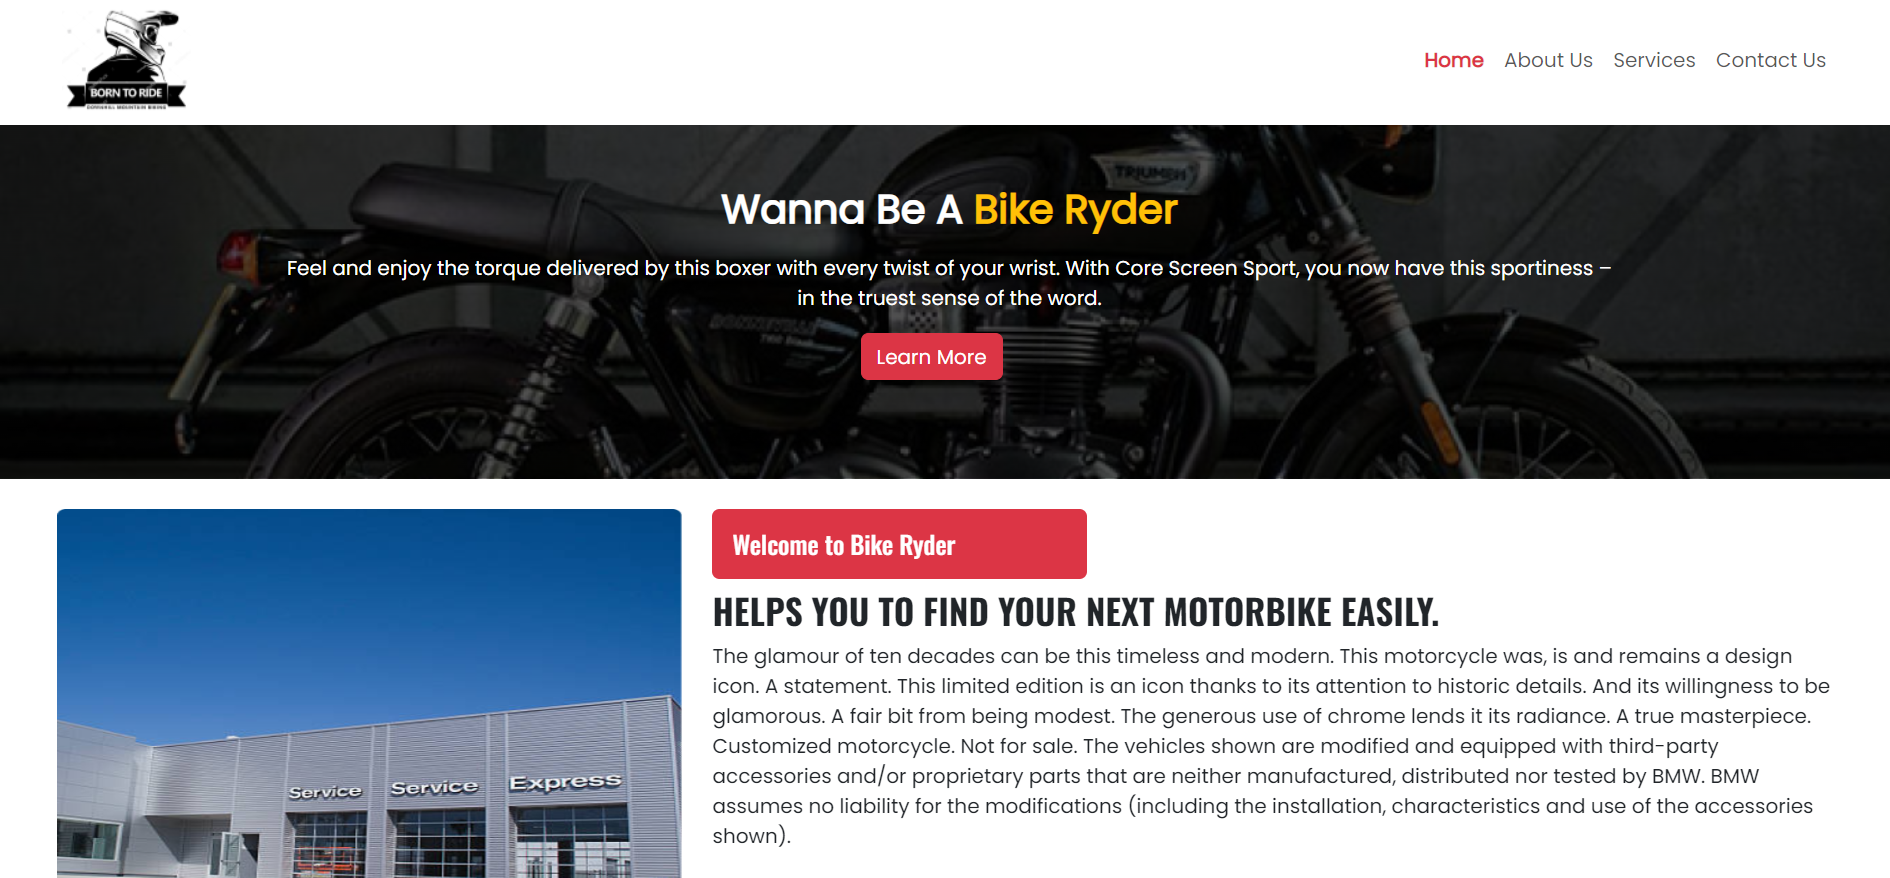 BORN TO RIDE
DOWNHILL MOUNTAIN BIKING
Home About Us Services Contact Us
TRIUMPH
Wanna Be A Bike Ryder
Feel and enjoy the torque delivered by this boxer with every twist of your wrist. With Core Screen Sport, you now have this sportiness –
in the truest sense of the word.
BONNEVILLE
Learn More
Welcome to Bike Ryder
HELPS YOU TO FIND YOUR NEXT MOTORBIKE EASILY.
The glamour of ten decades can be this timeless and modern. This motorcycle was, is and remains a design
icon. A statement. This limited edition is an icon thanks to its attention to historic details. And its willingness to be
glamorous. A fair bit from being modest. The generous use of chrome lends it its radiance. A true masterpiece.
Customized motorcycle. Not for sale. The vehicles shown are modified and equipped with third-party
accessories and/or proprietary parts that are neither manufactured, distributed nor tested by BMW. BMW
assumes no liability for the modifications (including the installation, characteristics and use of the accessories
shown).
Service Service Express